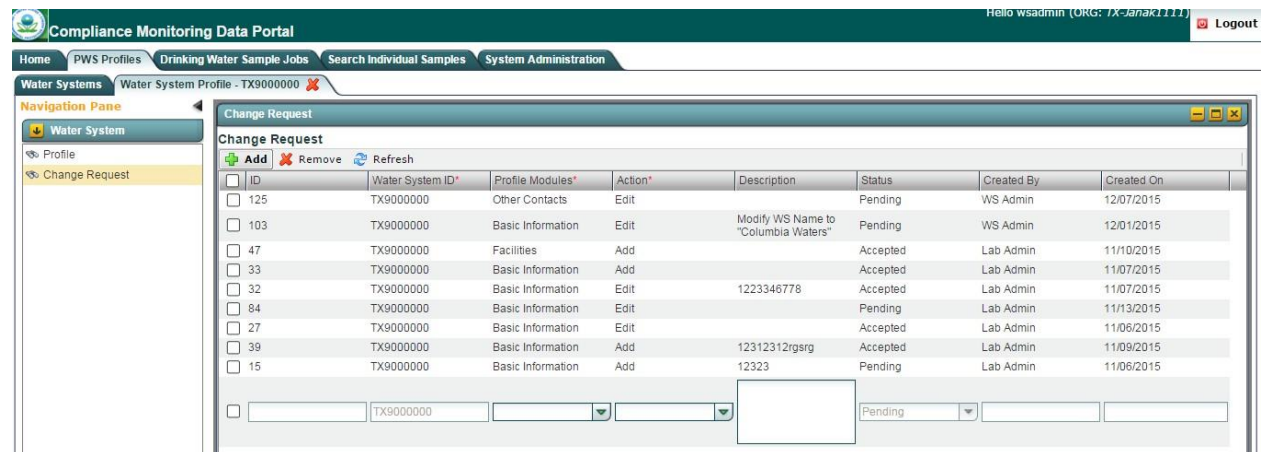 Hello wsadmin (ORG: TX-Janak1111)
Logout
Compliance Monitoring Data Portal
Home PWS Profiles Drinking Water Sample Jobs Search Individual Samples System Administration
Water Systems Water System Profile - TX9000000
Navigation Pane
Water System
Profile
Change Request
Change Request
Change Request
Add Remove Refresh
ID Water System ID* Profile Modules* Action* Description Status Created By Created On
125 TX9000000 Other Contacts Edit Pending WS Admin 12/07/2015
103 TX9000000 Basic Information Edit Modify WS Name to "Columbia Waters" Pending WS Admin 12/01/2015
47 TX9000000 Facilities Add Accepted Lab Admin 11/10/2015
33 TX9000000 Basic Information Add Accepted Lab Admin 11/07/2015
32 TX9000000 Basic Information Edit 1223346778 Accepted Lab Admin 11/07/2015
84 TX9000000 Basic Information Edit Pending Lab Admin 11/13/2015
27 TX9000000 Basic Information Edit Accepted Lab Admin 11/06/2015
39 TX9000000 Basic Information Add 12312312rgsrg Accepted Lab Admin 11/09/2015
15 TX9000000 Basic Information Add 12323 Pending Lab Admin 11/06/2015
TX9000000 Pending